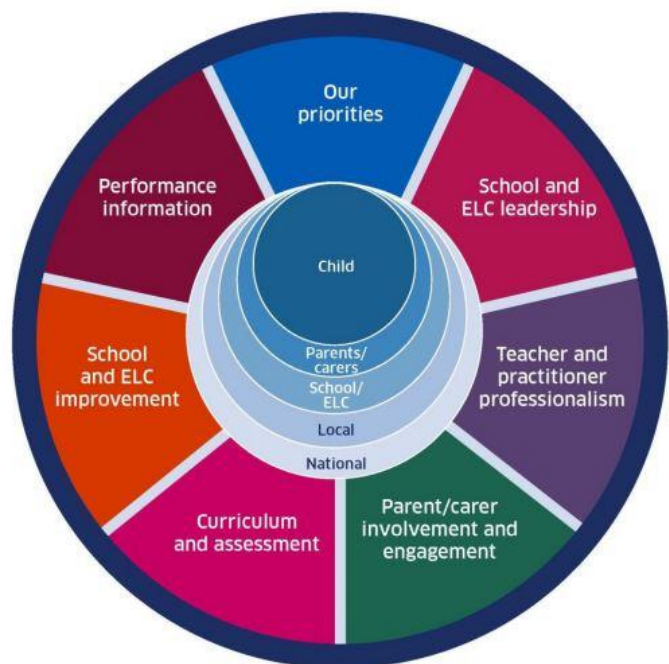 Our
priorities
School and
ELC leadership
Teacher and
practitioner
professionalism
Parent/carer
involvement and
engagement
Curriculum
and assessment
School
and ELC
improvement
Performance
information
Child
Parents/
carers
School/
ELC
Local
National